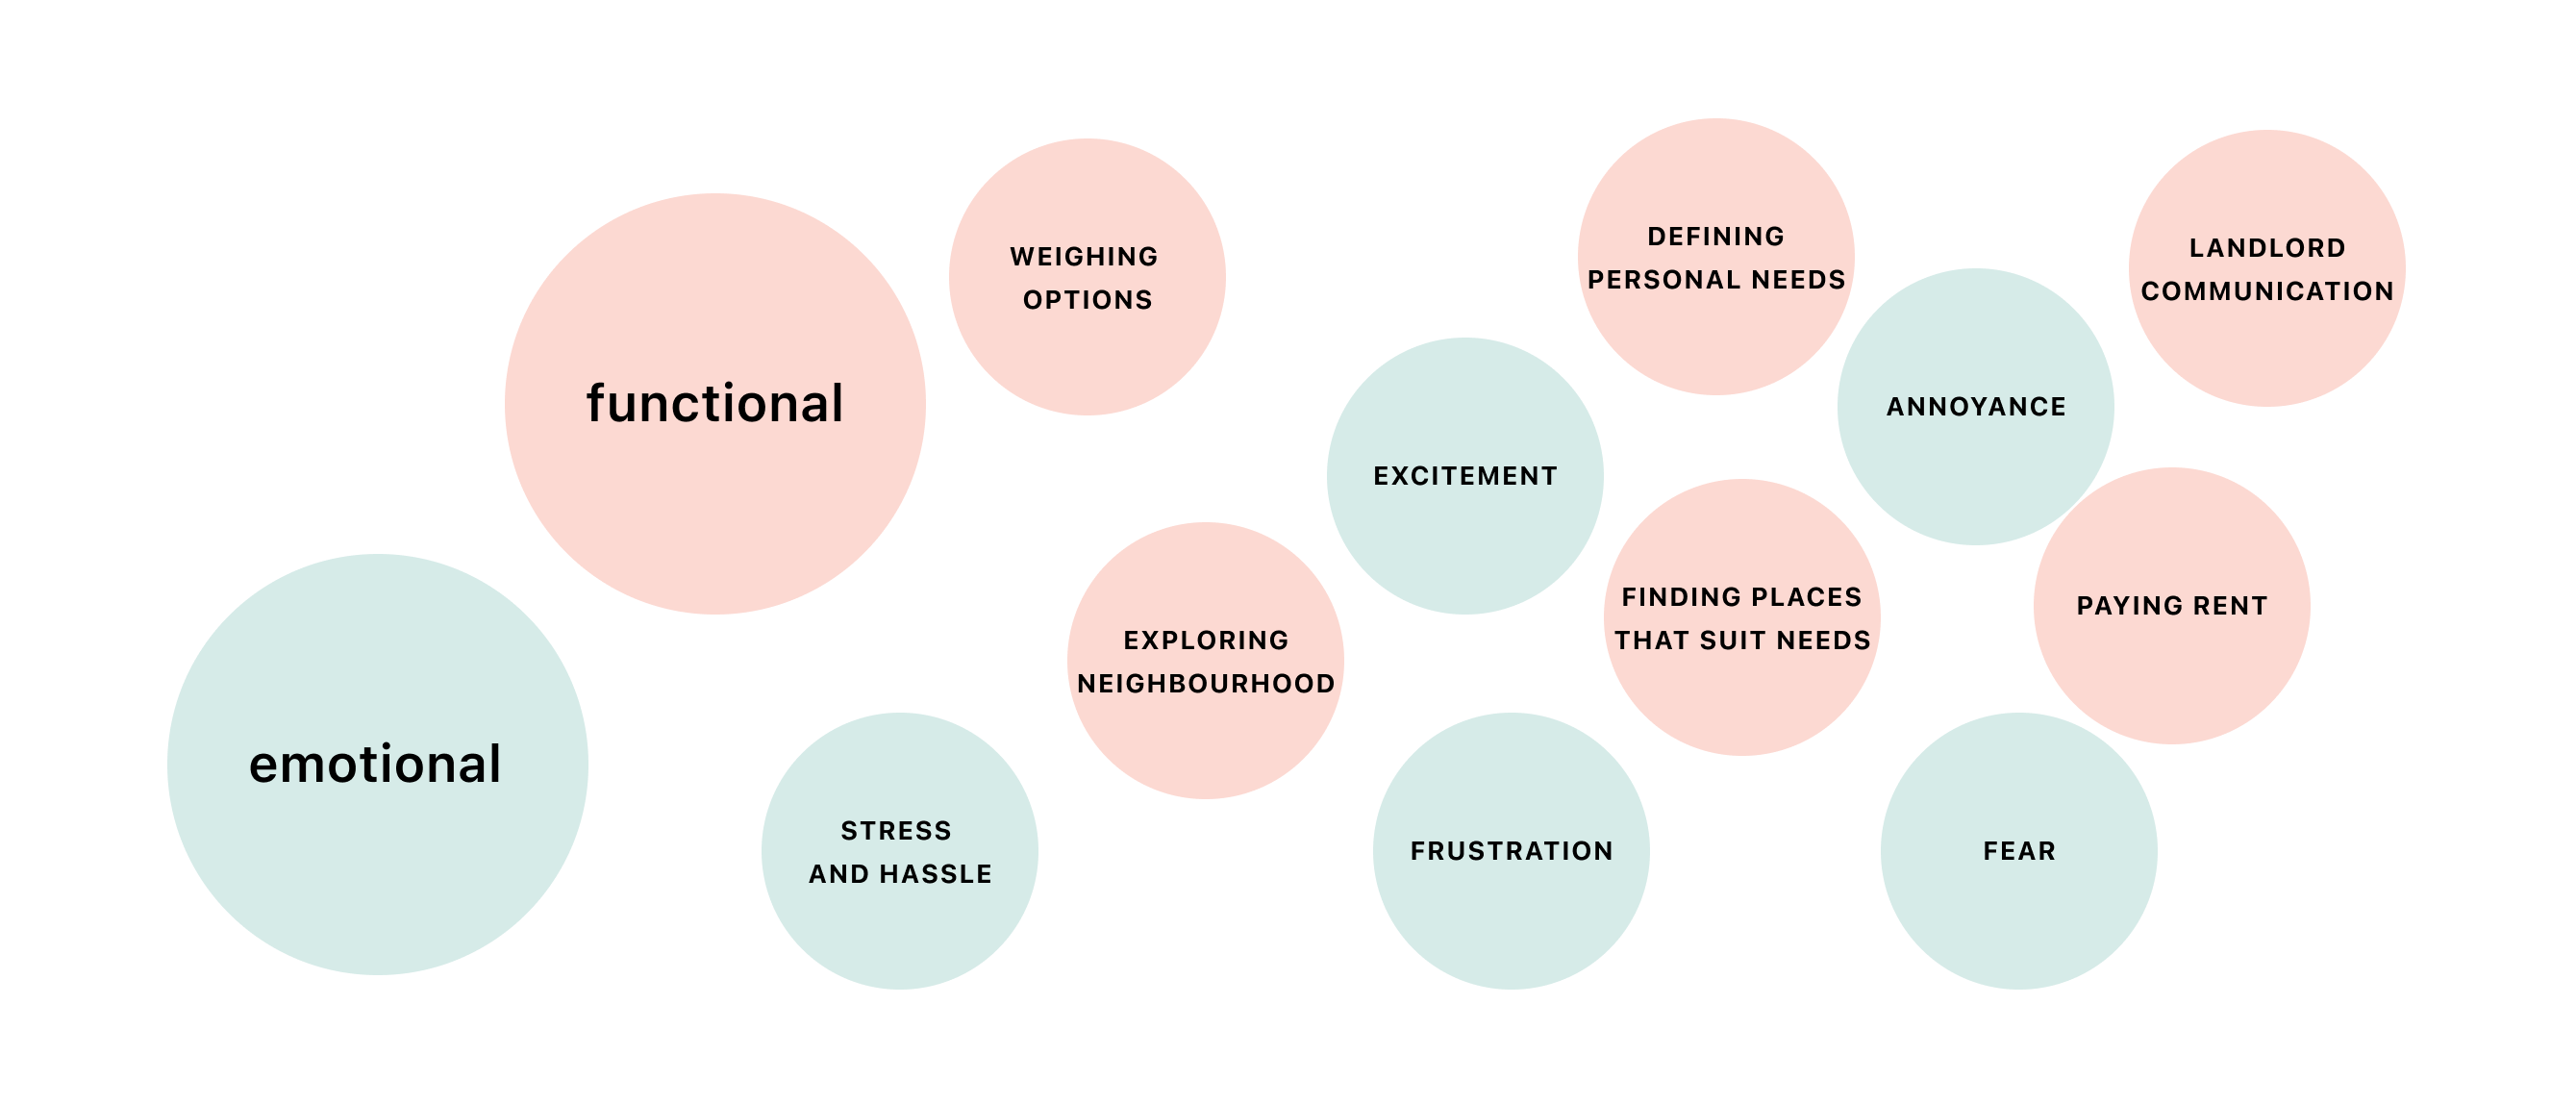 functional
emotional
WEIGHING
OPTIONS
STRESS
AND HASSLE
EXPLORING
NEIGHBOURHOOD
EXCITEMENT
FRUSTRATION
DEFINING
PERSONAL NEEDS
FINDING PLACES
THAT SUIT NEEDS
ANNOYANCE
FEAR
LANDLORD
COMMUNICATION
PAYING RENT